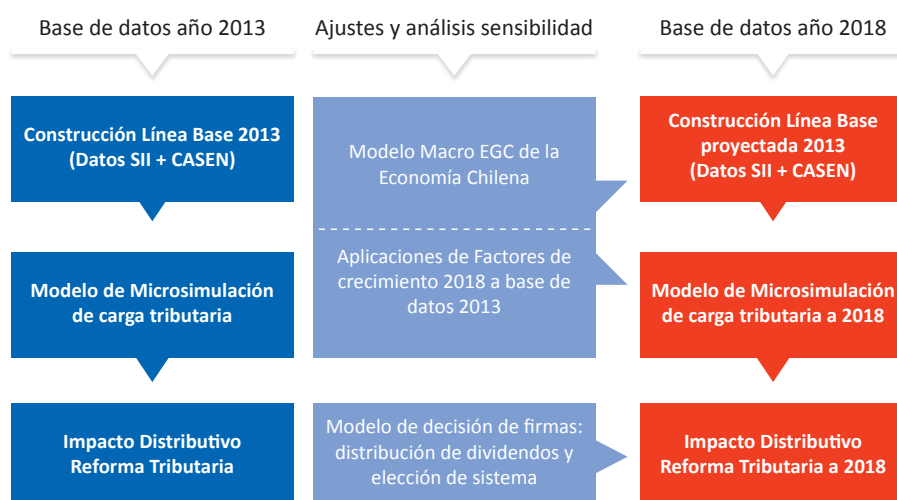 Base de datos año 2013
Construcción Línea Base 2013
(Datos SII + CASEN)
Modelo de Microsimulación
de carga tributaria
Impacto Distributivo
Reforma Tributaria
Ajustes y análisis sensibilidad
Modelo Macro EGC de la
Economía Chilena
Aplicaciones de Factores de
crecimiento 2018 a base de
datos 2013
Modelo de decisión de firmas:
distribución de dividendos y
elección de sistema
Base de datos año 2018
Construcción Línea Base
proyectada 2013
(Datos SII + CASEN)
Modelo de Microsimulación
de carga tributaria a 2018
Impacto Distributivo
Reforma Tributaria a 2018